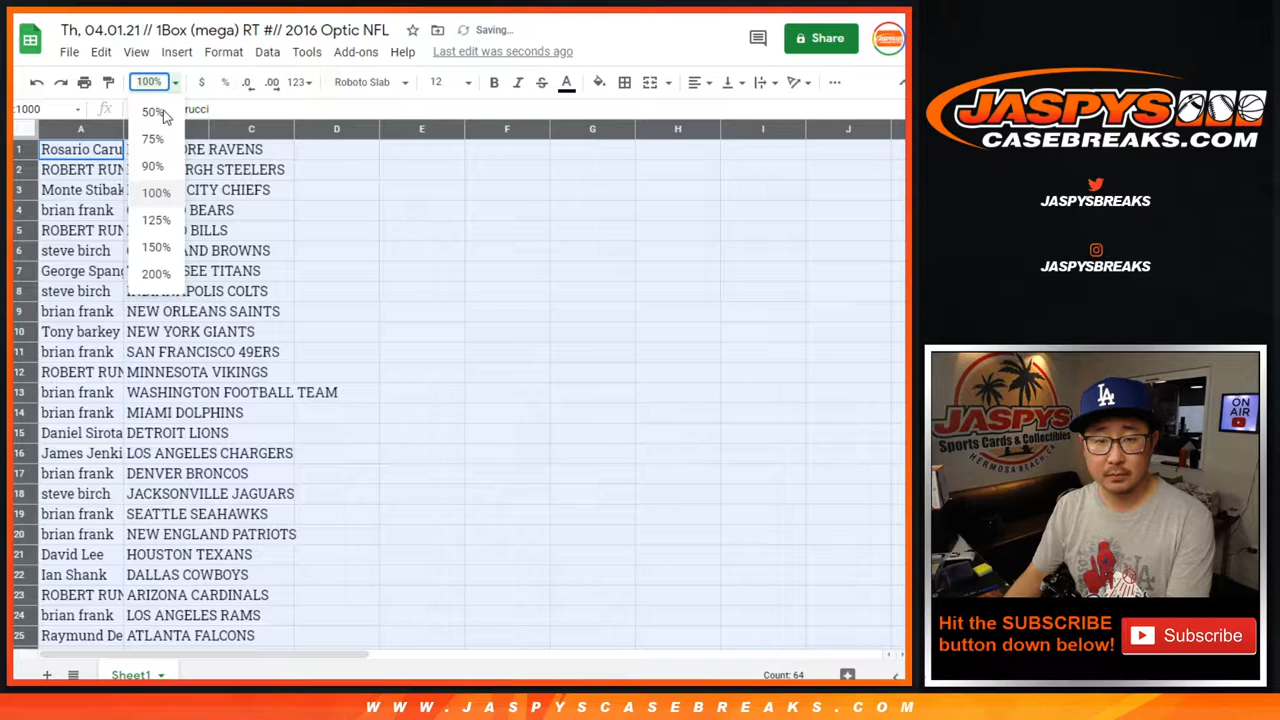 Th, 04.01.21 // 1Box (mega) RT #// 2016 Optic NFL
Saving...
File Edit View Insert Format Data Tools Add-ons Help Last edit was seconds ago
Share
100% $ % .0 .00 123 Roboto Slab 12 B I S A
:1000 fx rucci
50%
75%
90%
100%
125%
150%
200%
A C D E F G H I J
1 Rosario Caru ORE RAVENS
2 ROBERT RUN RGH STEELERS
3 Monte Stibak CITY CHIEFS
4 brian frank BEARS
5 ROBERT RUN BILLS
6 steve birch AND BROWNS
7 George Spang SEE TITANS
8 steve birch INDIANAPOLIS COLTS
9 brian frank NEW ORLEANS SAINTS
10 Tony barkey NEW YORK GIANTS
11 brian frank SAN FRANCISCO 49ERS
12 ROBERT RUN MINNESOTA VIKINGS
13 brian frank WASHINGTON FOOTBALL TEAM
14 brian frank MIAMI DOLPHINS
15 Daniel Sirota DETROIT LIONS
16 James Jenki LOS ANGELES CHARGERS
17 brian frank DENVER BRONCOS
18 steve birch JACKSONVILLE JAGUARS
19 brian frank SEATTLE SEAHAWKS
20 brian frank NEW ENGLAND PATRIOTS
21 David Lee HOUSTON TEXANS
22 Ian Shank DALLAS COWBOYS
23 ROBERT RUN ARIZONA CARDINALS
24 brian frank LOS ANGELES RAMS
25 Raymund De ATLANTA FALCONS
Sheet1
Count: 64
JASPYS
CASEBREAKS.COM
JASPYSBREAKS
JASPYSBREAKS
JASPYS
Sports Cards & Collectibles
HERMOSA BEACH, CA
LA
ON AIR
Hit the SUBSCRIBE
button down below!
Subscribe
WWW.JASPYSCASEBREAKS.COM